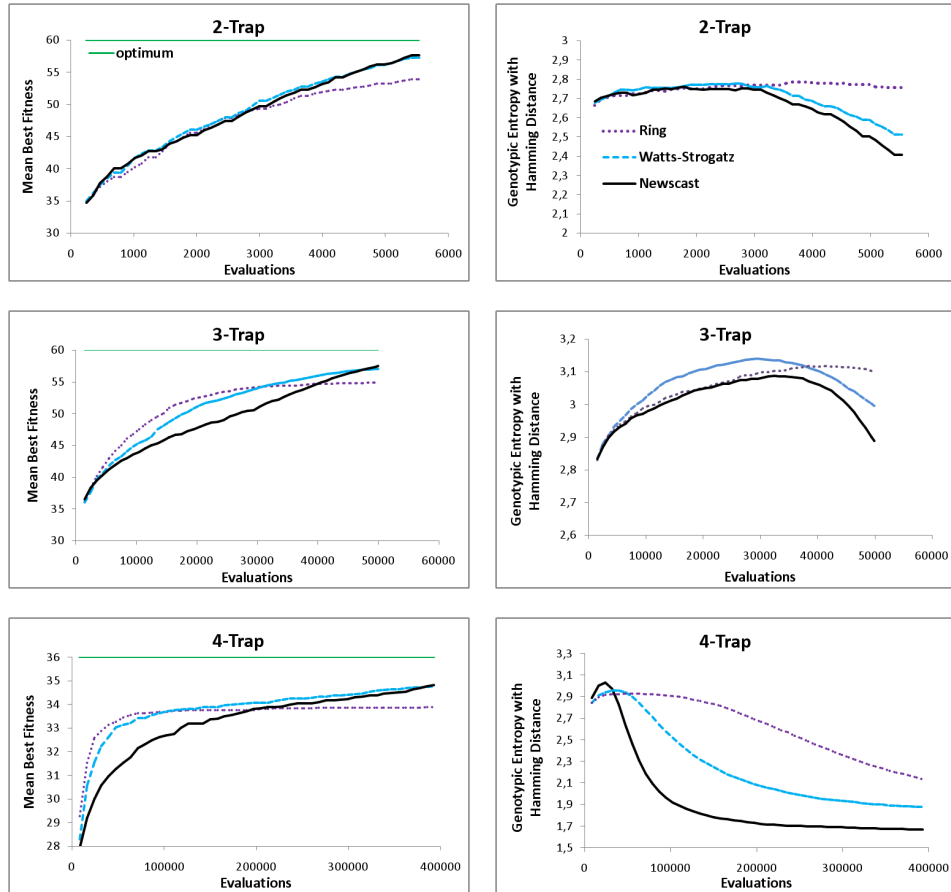 2-Trap
60
55
50
45
40
35
30
optimum
Mean Best Fitness
0 1000 2000 3000 4000 5000 6000
Evaluations
2-Trap
3
2,9
2,8
2,7
2,6
2,5
2,4
2,3
2,2
2,1
2
Ring
Watts-Strogatz
Newscast
Genotypic Entropy with
Hamming Distance
0 1000 2000 3000 4000 5000 6000
Evaluations
3-Trap
60
55
50
45
40
35
30
Mean Best Fitness
0 10000 20000 30000 40000 50000 60000
Evaluations
3-Trap
3,2
3,1
3
2,9
2,8
2,7
2,6
Genotypic Entropy with
Hamming Distance
0 10000 20000 30000 40000 50000 60000
Evaluations
4-Trap
36
35
34
33
32
31
30
29
28
Mean Best Fitness
0 100000 200000 300000 400000
Evaluations
4-Trap
3,3
3,1
2,9
2,7
2,5
2,3
2,1
1,9
1,7
1,5
Genotypic Entropy with
Hamming Distance
0 100000 200000 300000 400000
Evaluations